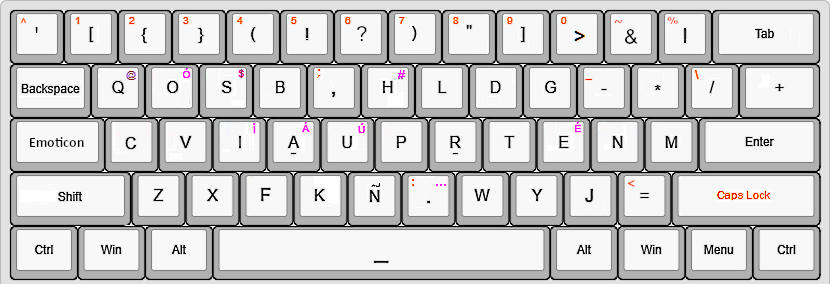 ^ ' 1 [ 2 { 3 } 4 ( 5 ! 6 ? 7 ) 8 " 9 ] 0 > ~ & % | Tab
Backspace Q @ O Ó S $ B ; , H # L D G _ - * \ / +
Emoticon C V I Í A Á U Ú P R T E É N M Enter
Shift Z X F K Ñ : . ... W Y J < = Caps Lock
Ctrl Win Alt _ Alt Win Menu Ctrl